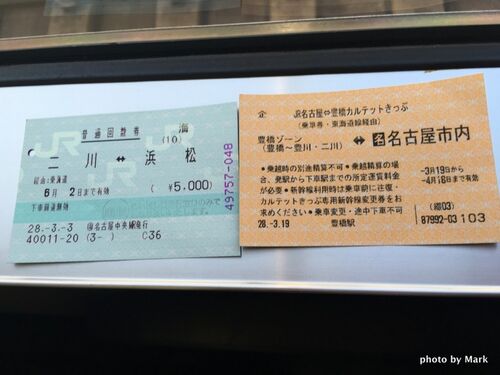 普通回数券
海
(10)
二川 ↔ 浜松
経由:東海道
6月 2日まで有効 ( ¥5,000)
下車前途無効
28.-3.-3
名古屋中央駅発行
40011-20 (3- ) C36
49757-048
企 JR名古屋⇔豊橋カルテットきっぷ
(乗車券・東海道線経由)
豊橋ゾーン
(豊橋~豊川・二川)
↔ 名 名古屋市内
●乗越時の別途精算不可 ●乗越精算の場
合、発駅から下車駅までの所定運賃料金
が必要 ●新幹線利用時は乗車前に往復・
カルテットきっぷ専用新幹線変更券をお
求めください ●乗車変更・途中下車不可
-3月19日から
-4月18日まで有効
28.-3.19 豊橋駅
(総03)
87992-03 103
photo by Mark